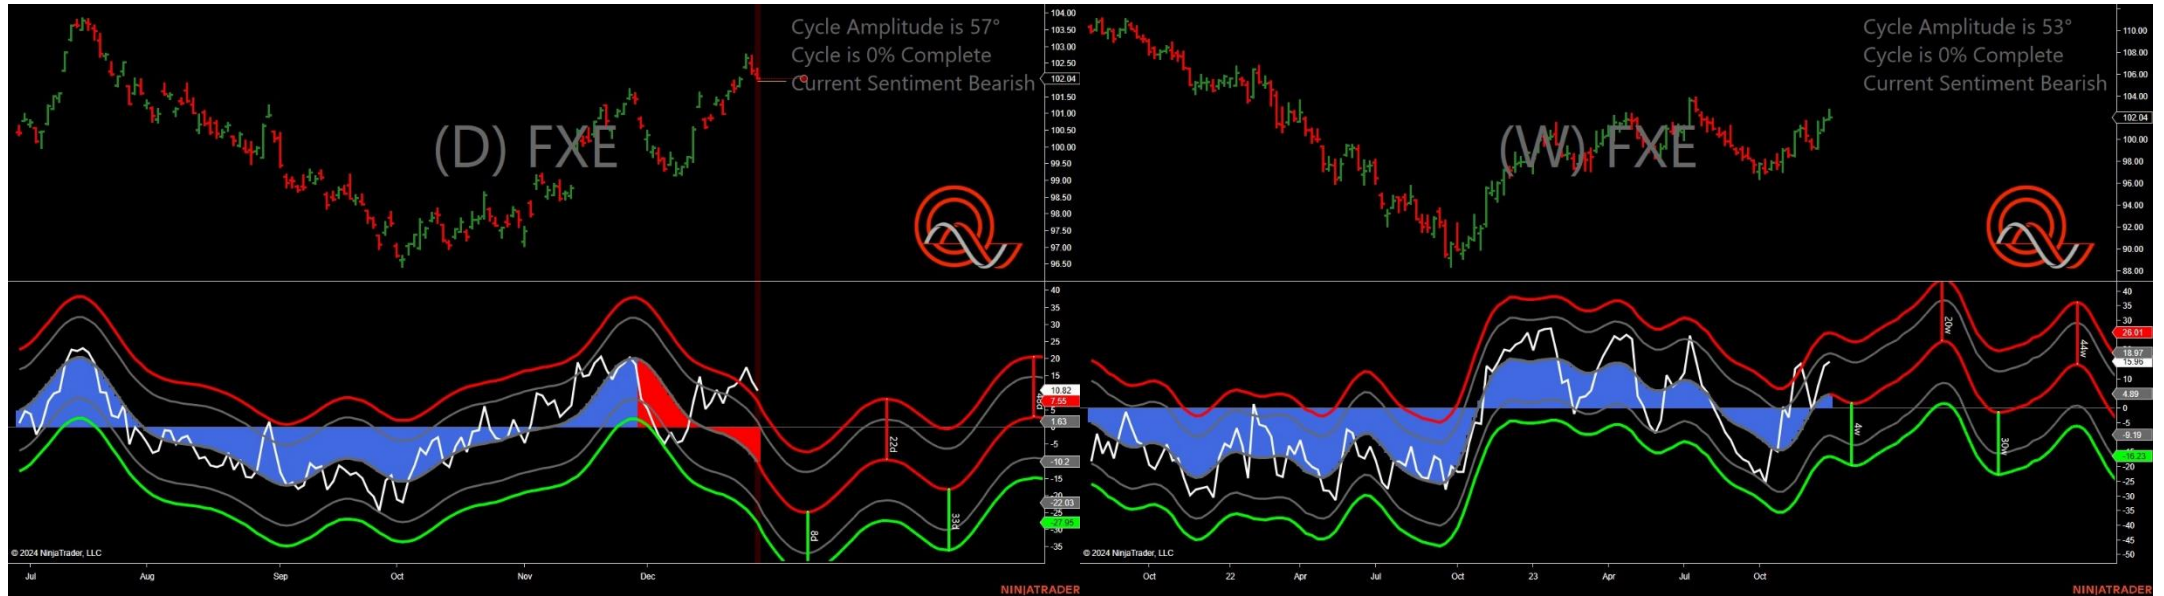 Cycle Amplitude is 57°
Cycle is 0% Complete
Current Sentiment Bearish
(D) FXE
104.00
103.50
103.00
102.50
102.04
101.50
101.00
100.50
100.00
99.50
99.00
98.50
98.00
97.50
97.00
96.50
40
35
30
25
20
15
10.82
7.55
5
1.63
-5
-10.2
-15
-22.03
-25
-27.95
-35
8d
22d
33d
48d
© 2024 NinjaTrader, LLC
Jul
Aug
Sep
Oct
Nov
Dec
NINJATRADER
Cycle Amplitude is 53°
Cycle is 0% Complete
Current Sentiment Bearish
(W) FXE
110.00
108.00
106.00
104.00
102.04
100.00
98.00
96.00
94.00
92.00
90.00
88.00
40
35
30
26.01
18.97
15.96
10
4.89
0
-5
-9.19
-16.23
-20
-25
-30
-35
-40
-45
-50
4w
20w
30w
44w
© 2024 NinjaTrader, LLC
Oct
22
Apr
Jul
Oct
23
Apr
Jul
Oct
NINJATRADER